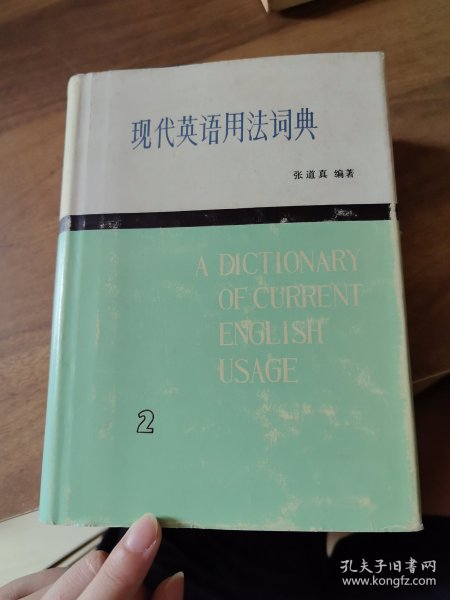 现代英语用法词典
张道真 编著
A DICTIONARY
OF CURRENT
ENGLISH
USAGE
2
孔夫子旧书网
www.kongfz.com